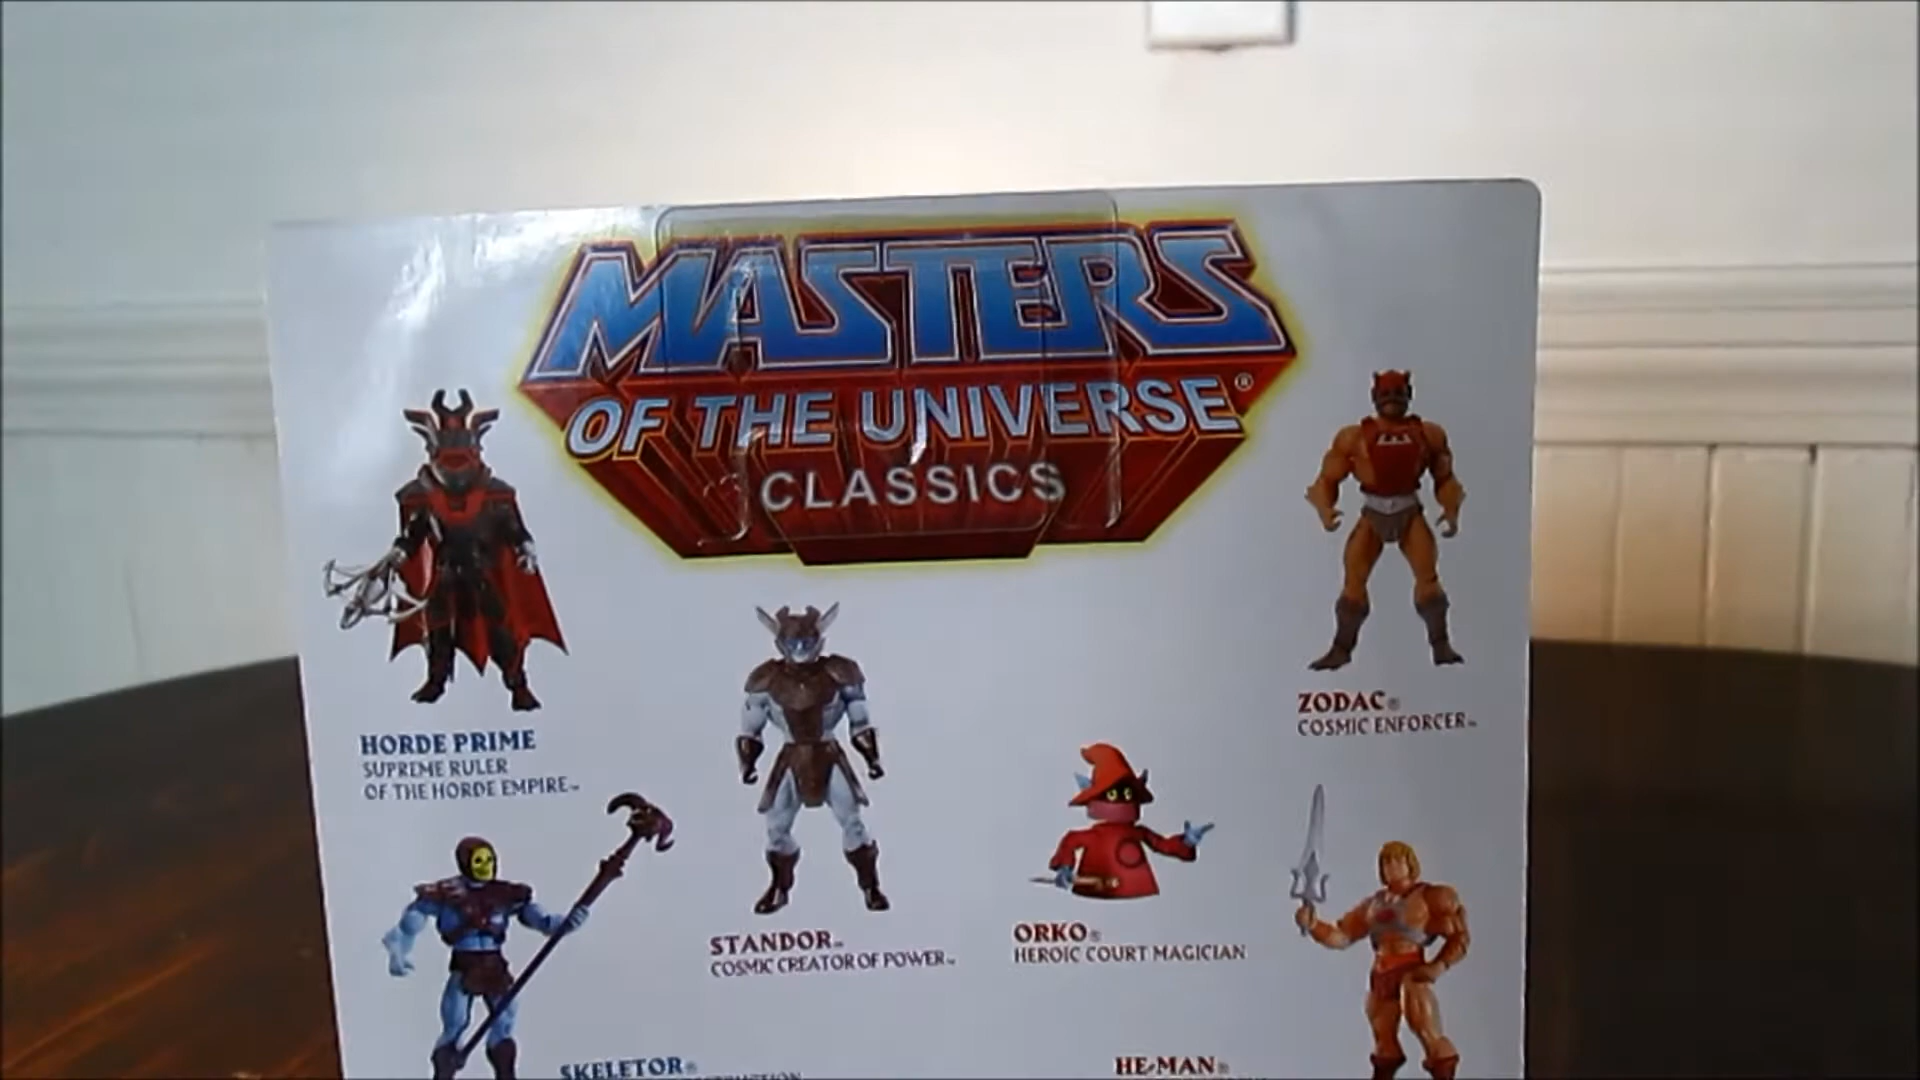 MASTERS
OF THE UNIVERSE®
CLASSICS
ZODAC®
COSMIC ENFORCER™
HORDE PRIME
SUPREME RULER
OF THE HORDE EMPIRE™
STANDOR™
COSMIC CREATOR OF POWER™
ORKO®
HEROIC COURT MAGICIAN
SKELETOR®
HE-MAN®